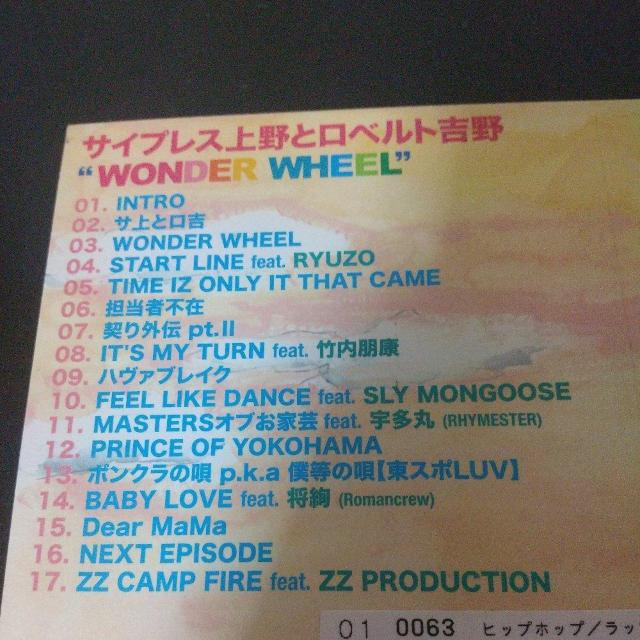 サイプレス上野とロベルト吉野
"WONDER WHEEL"
01. INTRO
02. サ上とロ吉
03. WONDER WHEEL
04. START LINE feat. RYUZO
05. TIME IZ ONLY IT THAT CAME
06. 担当者不在
07. 契り外伝 pt.II
08. IT'S MY TURN feat. 竹内朋康
09. ハヴァブレイク
10. FEEL LIKE DANCE feat. SLY MONGOOSE
11. MASTERSオブお家芸 feat. 宇多丸 (RHYMESTER)
12. PRINCE OF YOKOHAMA
13. ボンクラの唄 p.k.a 僕等の唄【東スポLUV】
14. BABY LOVE feat. 将絢 (Romancrew)
15. Dear MaMa
16. NEXT EPISODE
17. ZZ CAMP FIRE feat. ZZ PRODUCTION
01 0063 ヒップホップ/ラッ